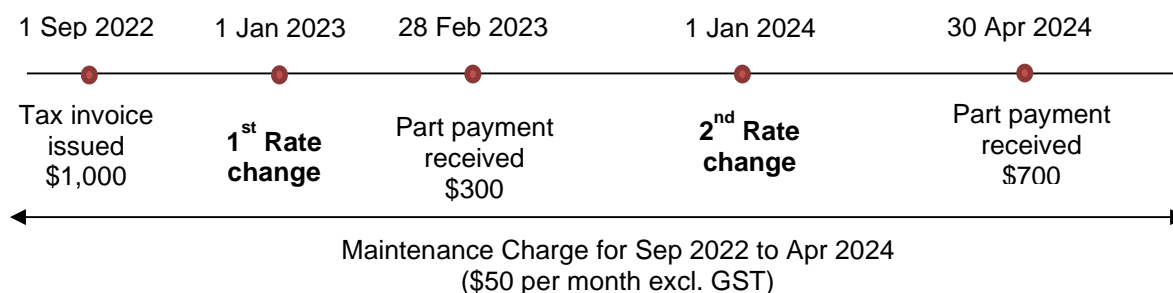 1 Sep 2022
1 Jan 2023
28 Feb 2023
1 Jan 2024
30 Apr 2024
Tax invoice
issued
$1,000
1st Rate
change
Part payment
received
$300
2nd Rate
change
Part payment
received
$700
Maintenance Charge for Sep 2022 to Apr 2024
($50 per month excl. GST)